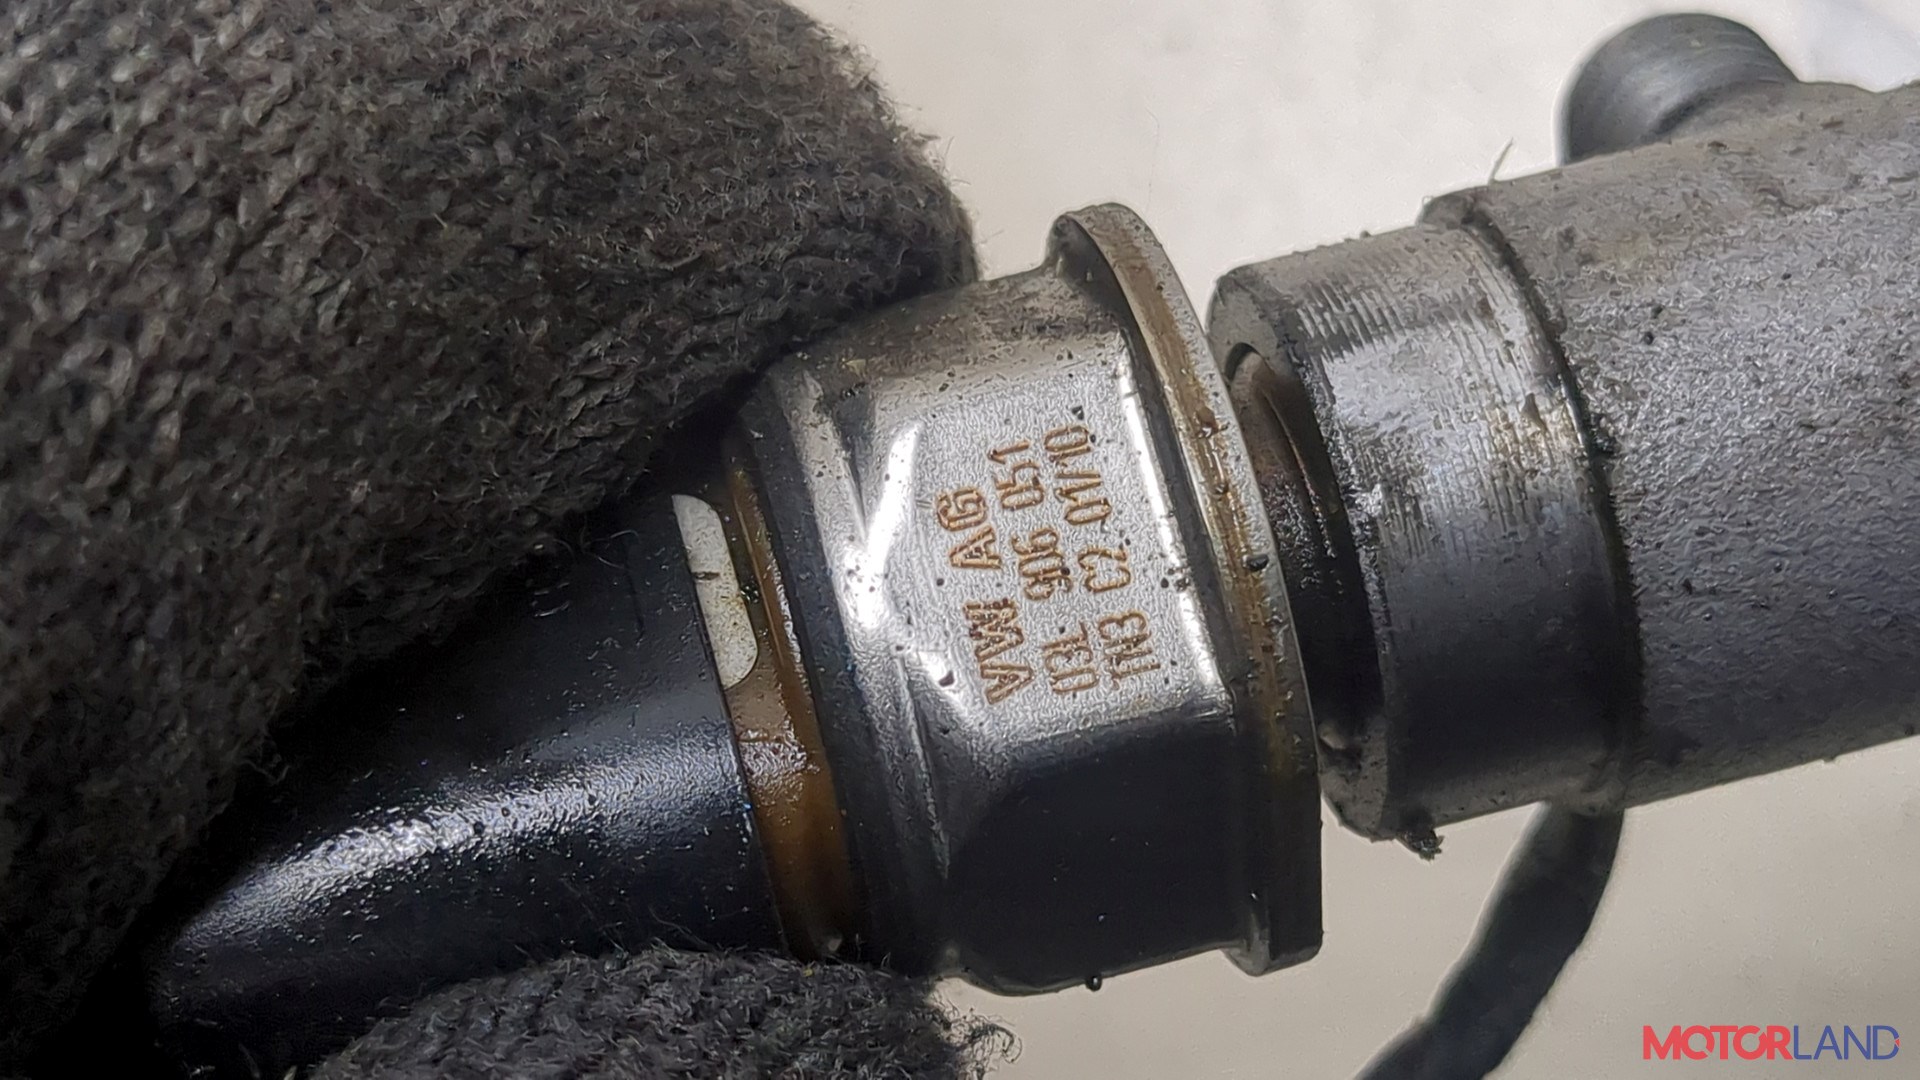 VW AG
03L 906 051
TN3 C2 01/10
MOTORLAND